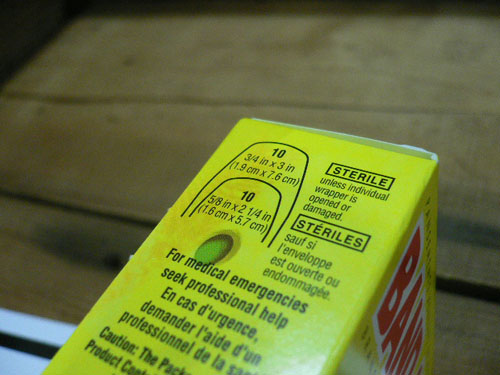 10
3/4 in x 3 in
(1.9 cm x 7.6 cm)
10
5/8 in x 2 1/4 in
(1.6 cm x 5.7 cm)
STERILE
unless individual
wrapper is
opened or
damaged.
STÉRILES
sauf si
l'enveloppe
est ouverte ou
endommagée.
For medical emergencies
seek professional help
En cas d'urgence,
demander l'aide d'un
professionnel de la
Caution: The
Product
BAND